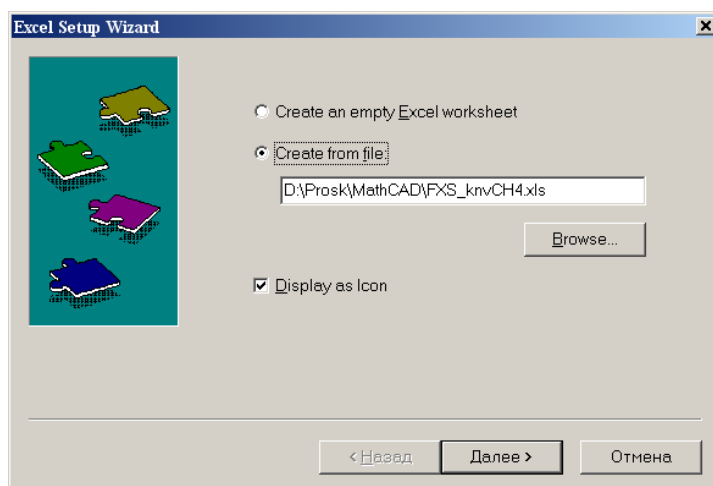 Excel Setup Wizard
Create an empty Excel worksheet
Create from file:
D:\Prosk\MathCAD\FXS_knvCH4.xls
Browse...
Display as Icon
< Назад Далее > Отмена